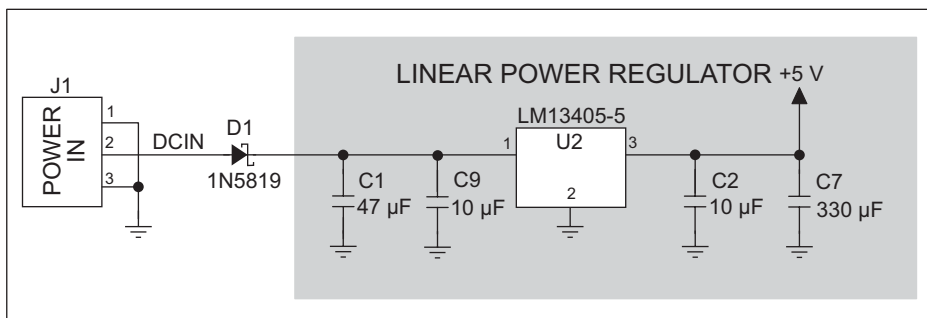 LINEAR POWER REGULATOR +5 V
J1
POWER
IN
1
2
3
DCIN
D1
1N5819
LM13405-5
U2
1
2
3
C1
47 µF
C9
10 µF
C2
10 µF
C7
330 µF